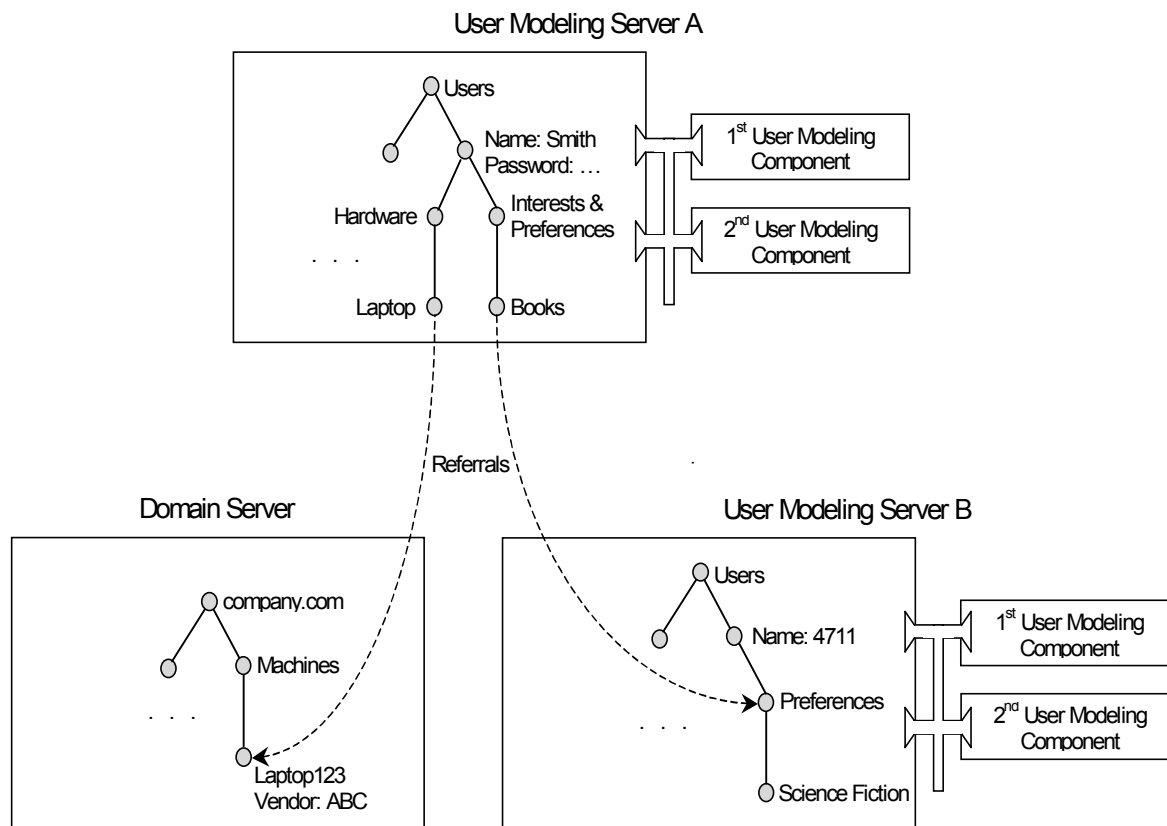 User Modeling Server A
Users
Name: Smith
Password: …
Hardware
Interests &
Preferences
. . .
Laptop
Books
1st User Modeling
Component
2nd User Modeling
Component
Referrals
Domain Server
company.com
Machines
. . .
Laptop123
Vendor: ABC
User Modeling Server B
Users
Name: 4711
Preferences
. . .
Science Fiction
1st User Modeling
Component
2nd User Modeling
Component